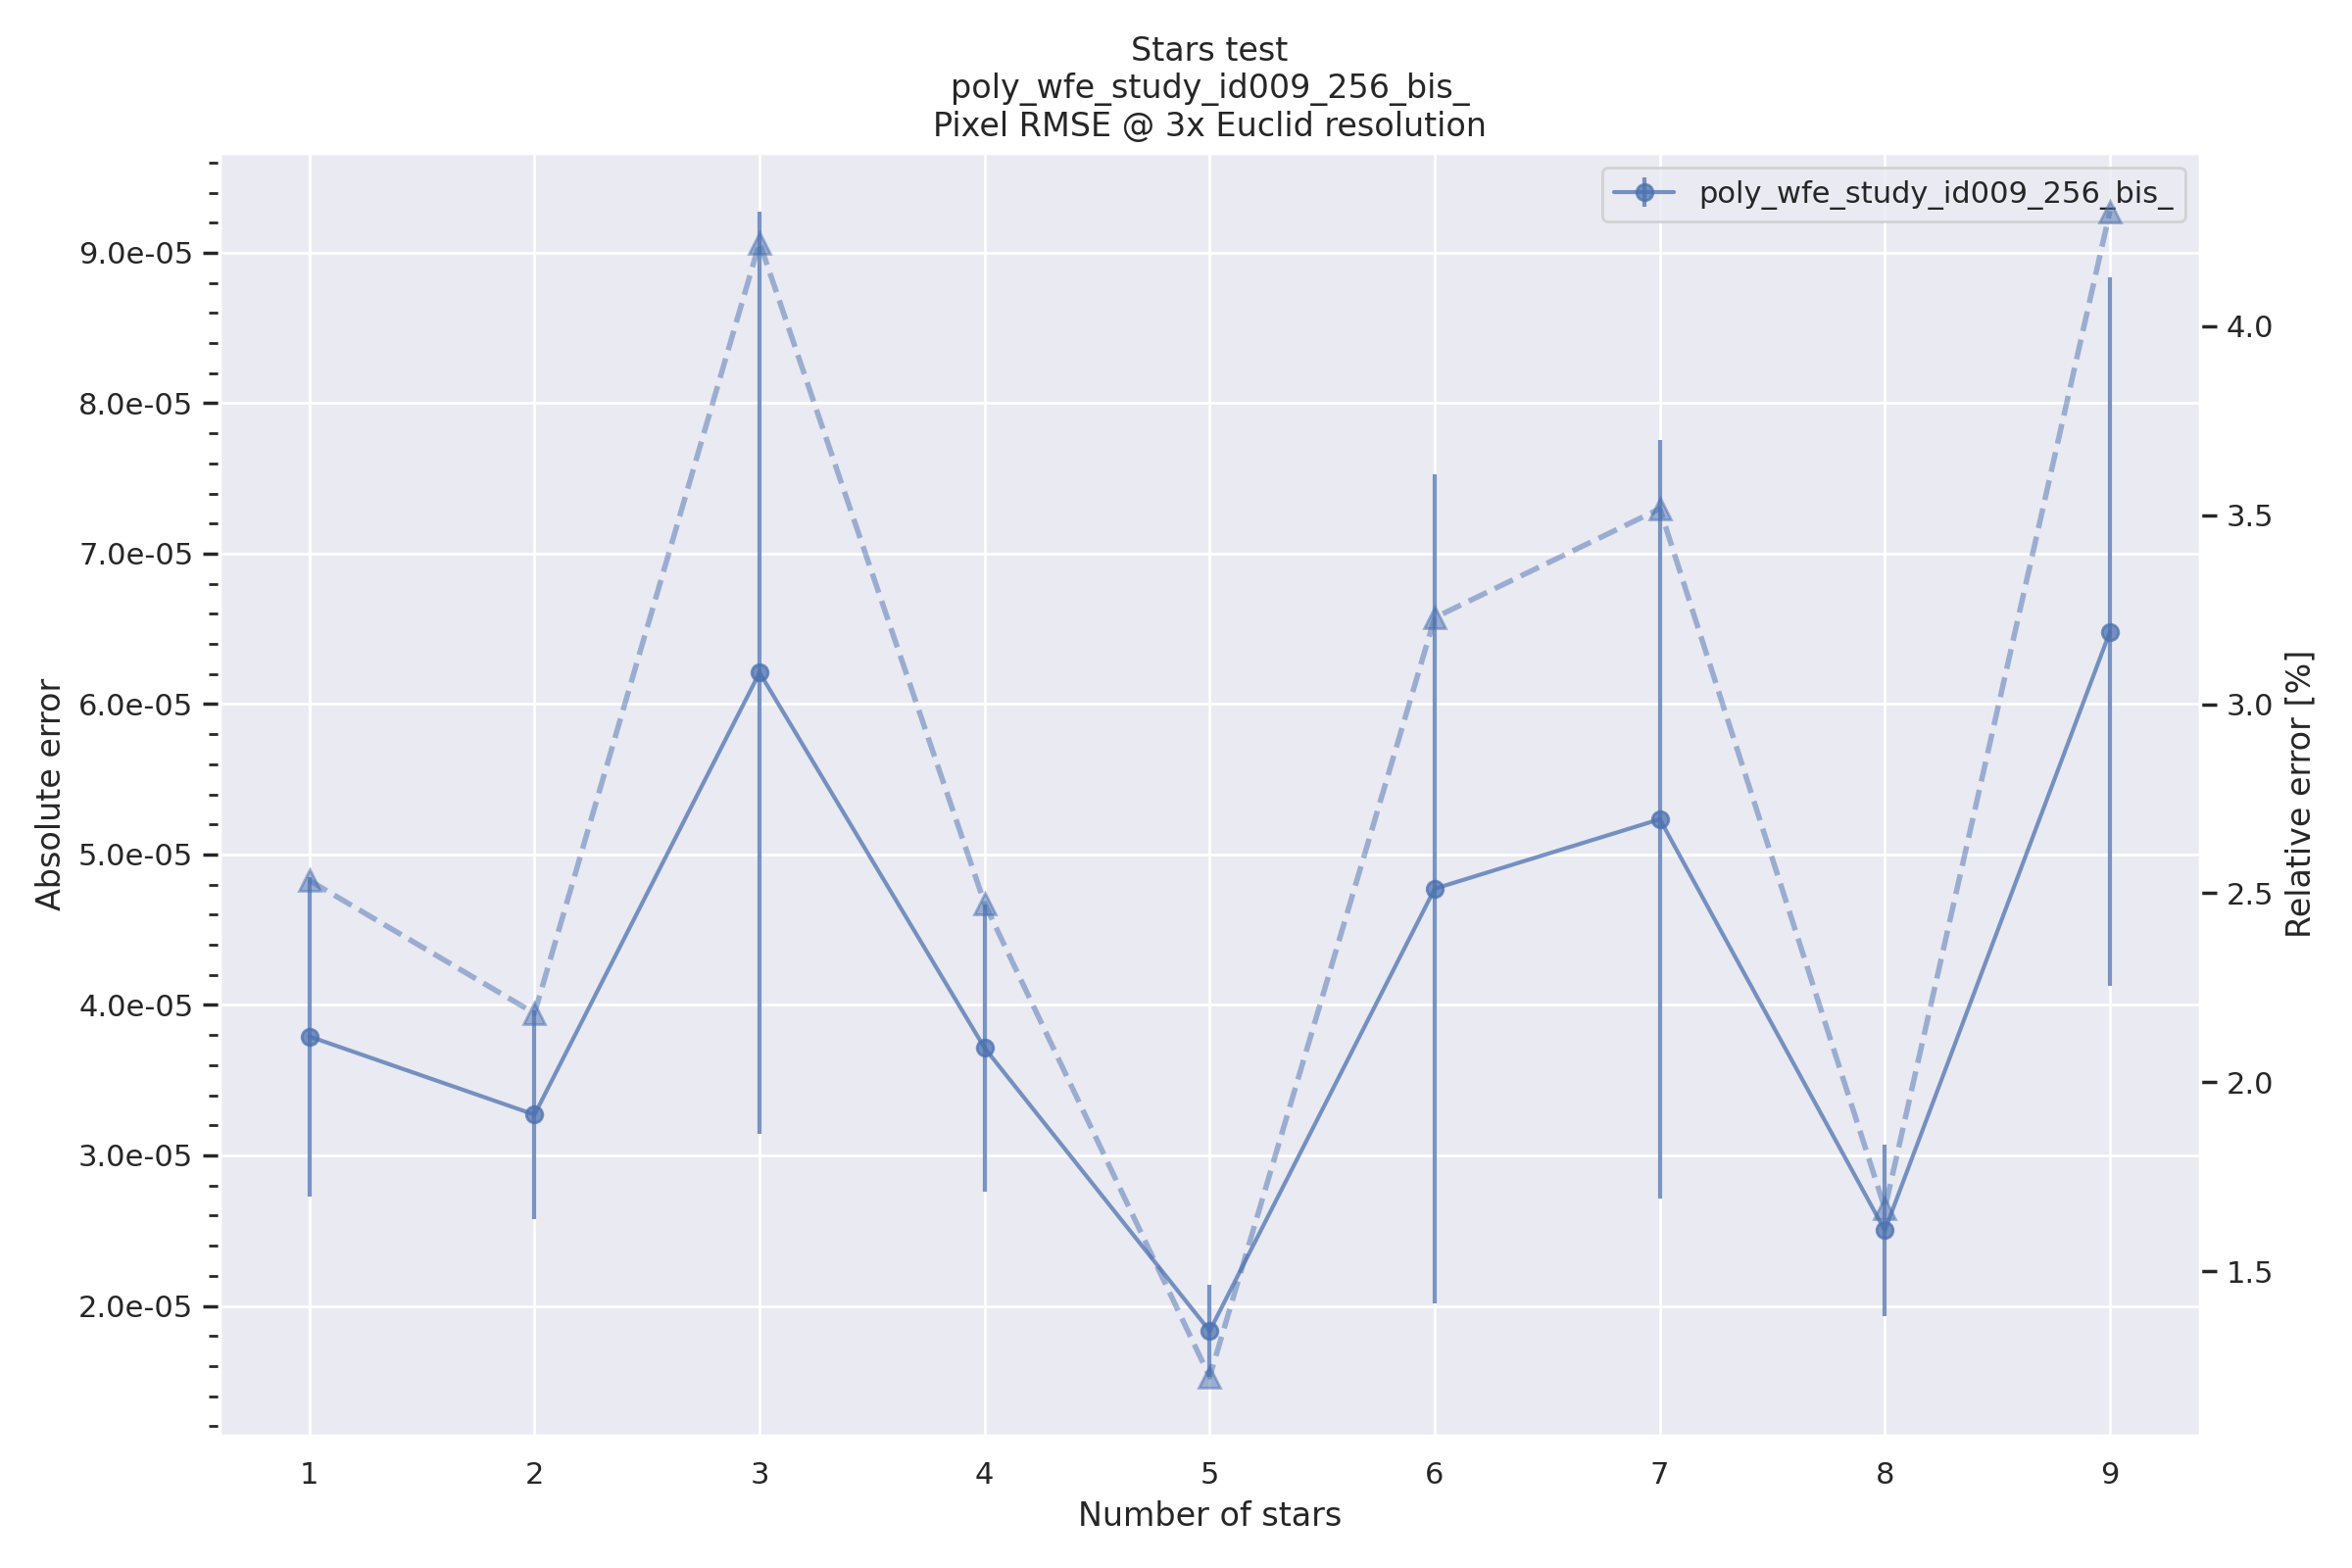 Stars test
poly_wfe_study_id009_256_bis_
Pixel RMSE @ 3x Euclid resolution
poly_wfe_study_id009_256_bis_
9.0e-05
8.0e-05
7.0e-05
6.0e-05
5.0e-05
4.0e-05
3.0e-05
2.0e-05
Absolute error
4.0
3.5
3.0
2.5
2.0
1.5
Relative error [%]
1 2 3 4 5 6 7 8 9
Number of stars